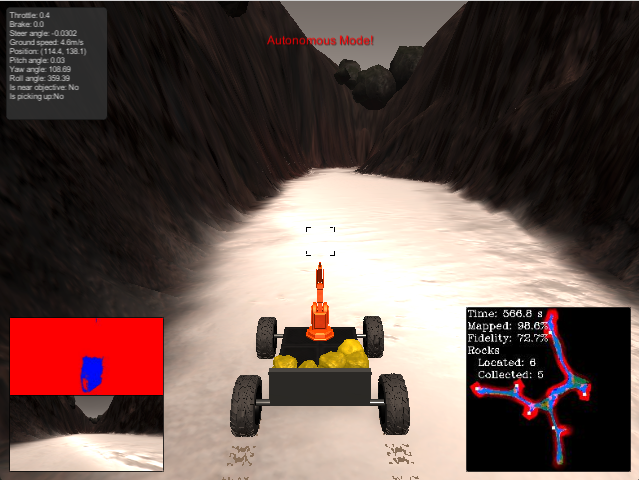 Throttle: 0.4
Brake: 0.0
Steer angle: -0.0302
Ground speed: 4.6m/s
Position: (114.4, 138.1)
Pitch angle: 0.03
Yaw angle: 108.69
Roll angle: 359.39
Is near objective: No
Is picking up:No
Autonomous Mode!
Time: 566.8 s
Mapped: 98.6%
Fidelity: 72.7%
Rocks
Located: 6
Collected: 5